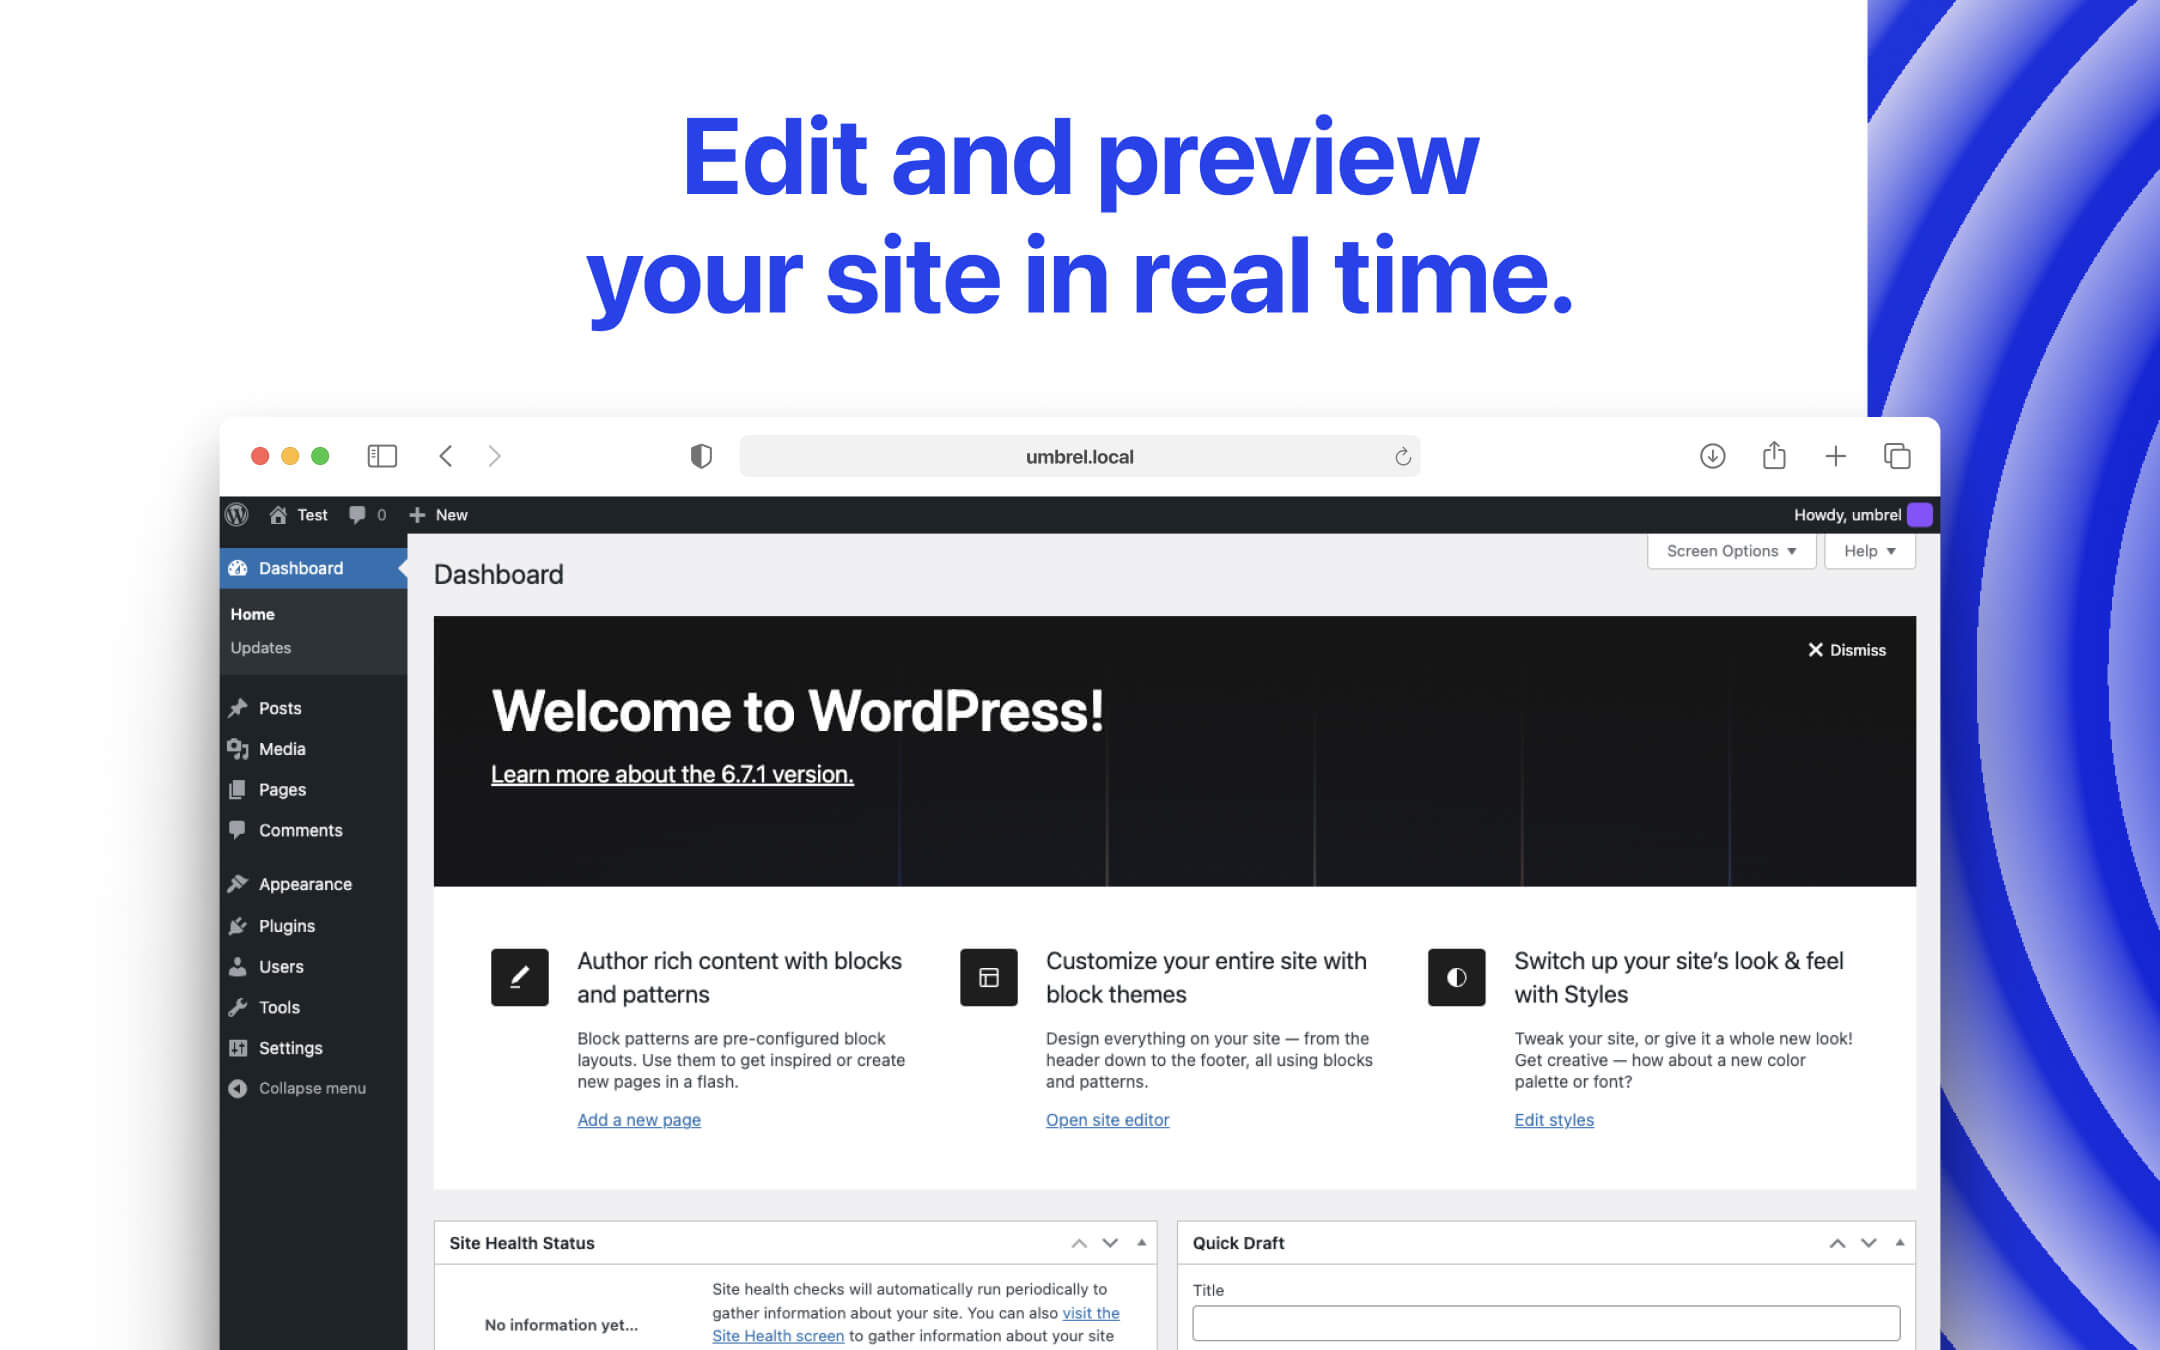 Edit and preview
your site in real time.
umbrel.local
Test
0
New
Howdy, umbrel
Dashboard
Home
Updates
Posts
Media
Pages
Comments
Appearance
Plugins
Users
Tools
Settings
Collapse menu
Dashboard
Screen Options
Help
Dismiss
Welcome to WordPress!
Learn more about the 6.7.1 version.
Author rich content with blocks
and patterns
Block patterns are pre-configured block
layouts. Use them to get inspired or create
new pages in a flash.
Add a new page
Customize your entire site with
block themes
Design everything on your site — from the
header down to the footer, all using blocks
and patterns.
Open site editor
Switch up your site’s look & feel
with Styles
Tweak your site, or give it a whole new look!
Get creative — how about a new color
palette or font?
Edit styles
Site Health Status
No information yet...
Site health checks will automatically run periodically to
gather information about your site. You can also visit the
Site Health screen to gather information about your site
Quick Draft
Title